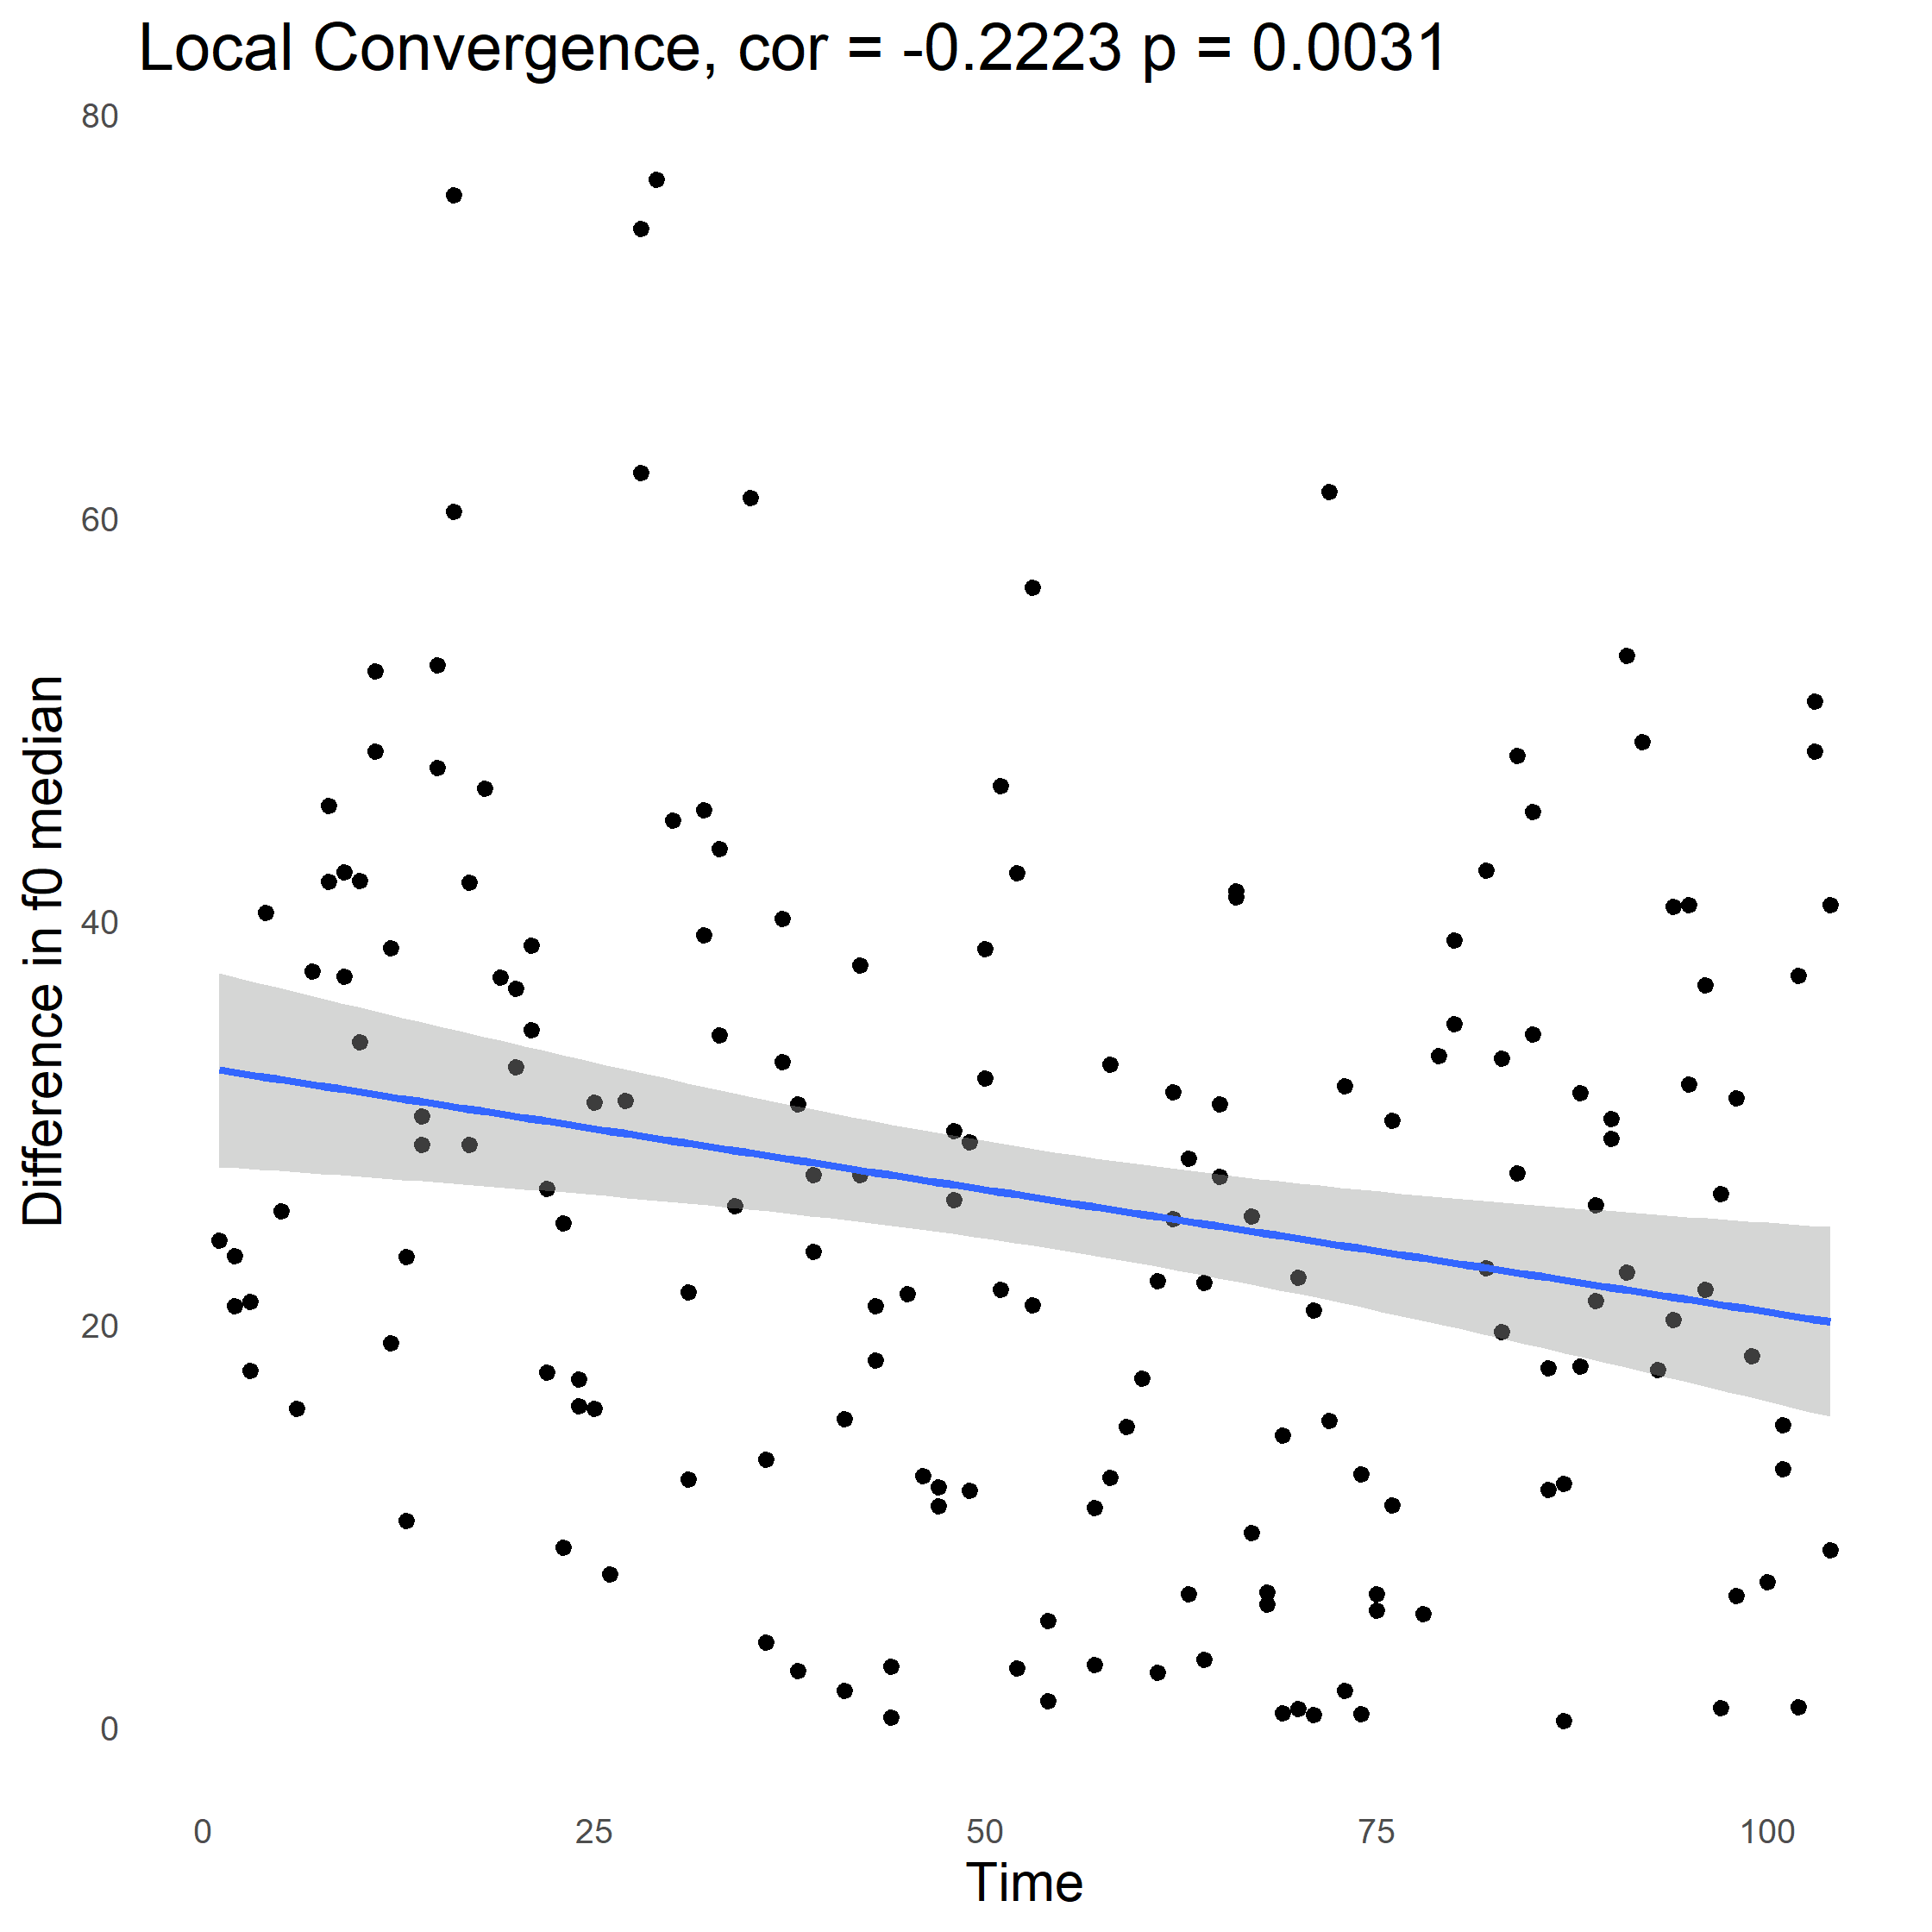 Local Convergence, cor = -0.2223 p = 0.0031
80
60
40
20
0
Difference in f0 median
0 25 50 75 100
Time